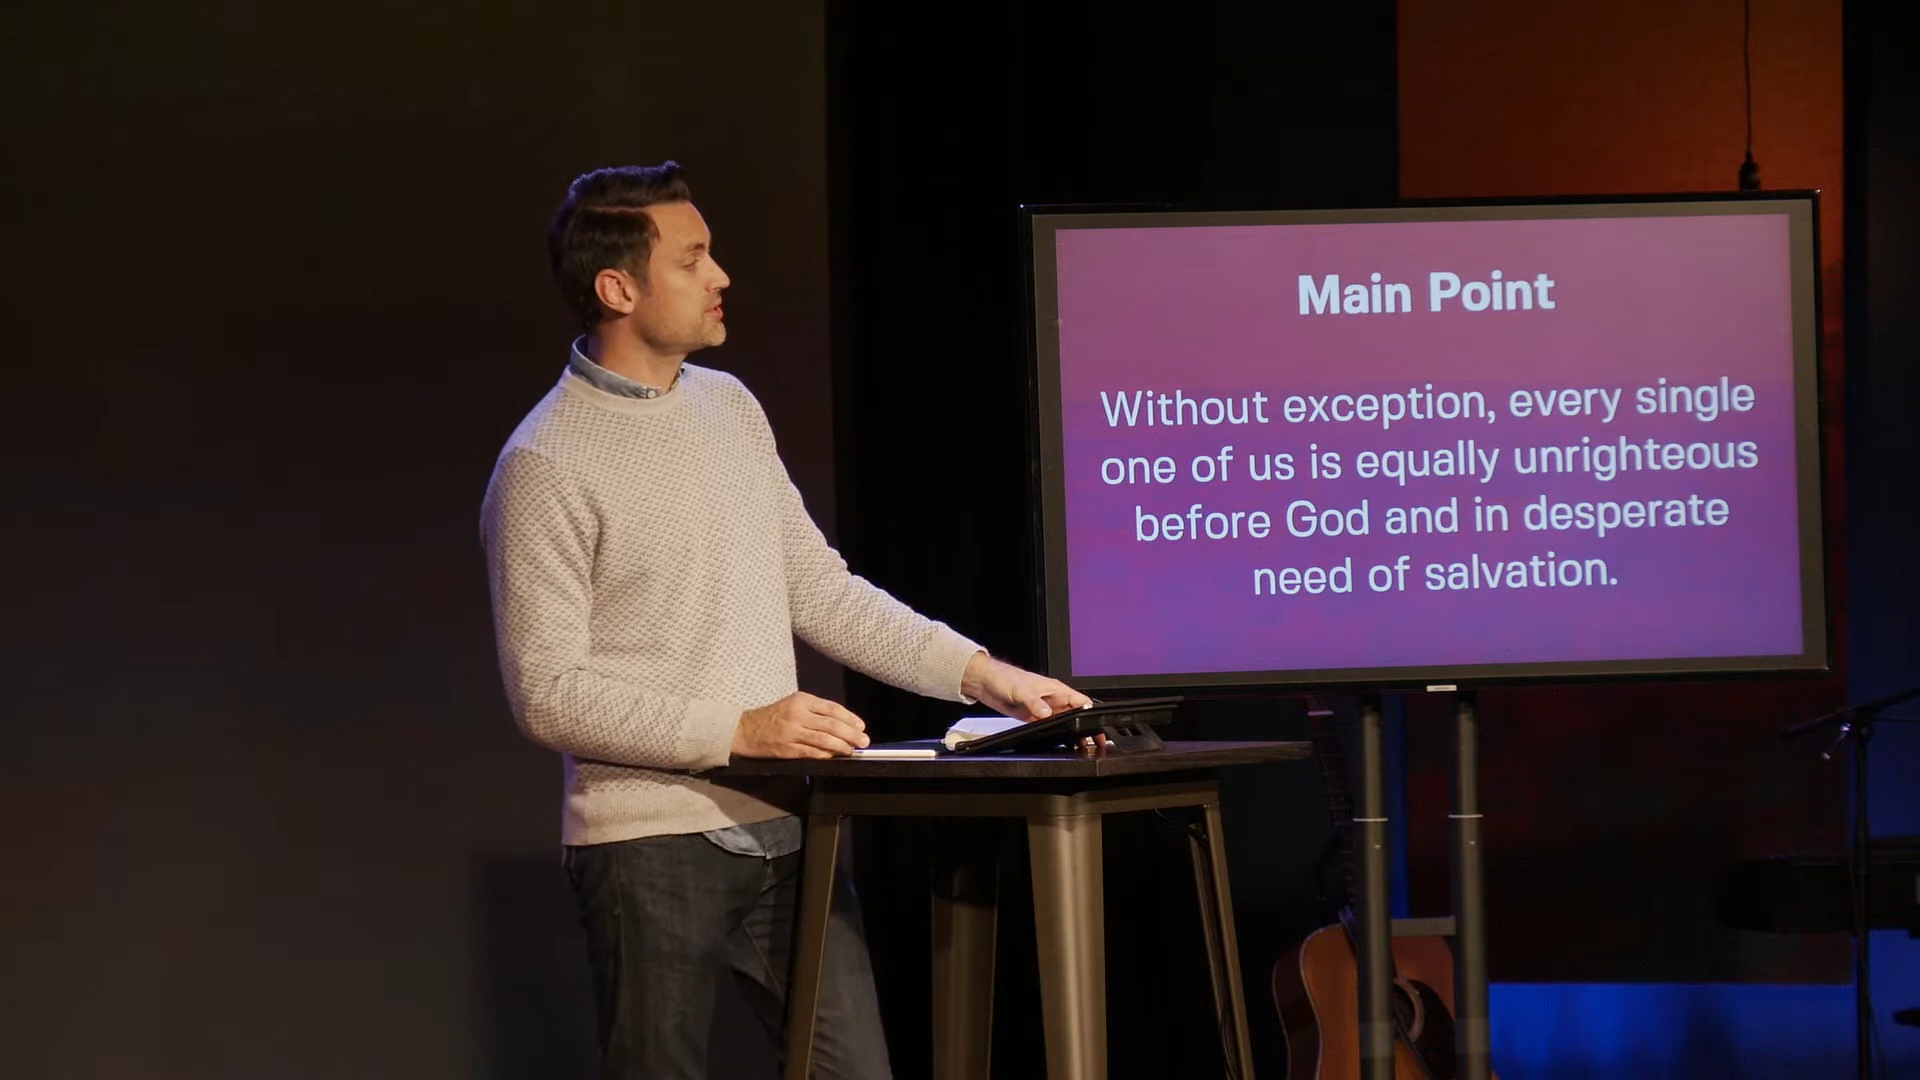 Main Point
Without exception, every single
one of us is equally unrighteous
before God and in desperate
need of salvation.